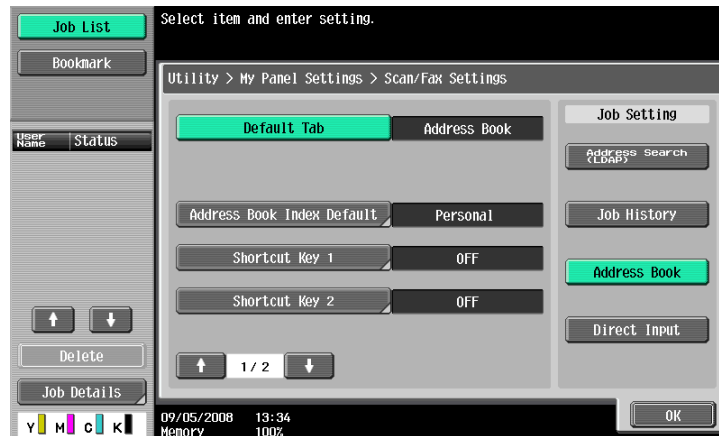 Job List
Select item and enter setting.
Bookmark
Utility > My Panel Settings > Scan/Fax Settings
Job Setting
Default Tab
Address Book
User Name
Status
Address Search (LDAP)
Address Book Index Default
Personal
Job History
Shortcut Key 1
OFF
Address Book
Shortcut Key 2
OFF
Direct Input
Delete
1/ 2
Job Details
OK
Y M C K
09/05/2008 13:34
Memory 100%